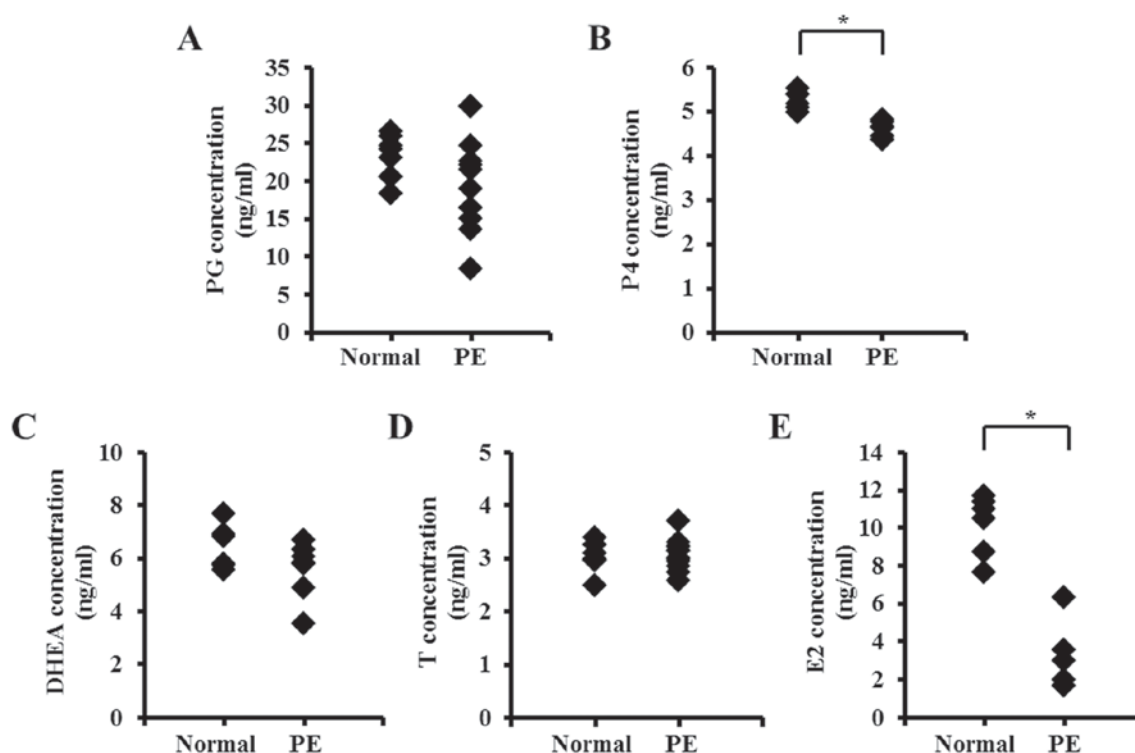 A
PG concentration
(ng/ml)
35
30
25
20
15
10
5
0
Normal PE
B
*
P4 concentration
(ng/ml)
6
5
4
3
2
1
0
Normal PE
C
DHEA concentration
(ng/ml)
10
8
6
4
2
0
Normal PE
D
T concentration
(ng/ml)
5
4
3
2
1
0
Normal PE
E
*
E2 concentration
(ng/ml)
14
12
10
8
6
4
2
0
Normal PE